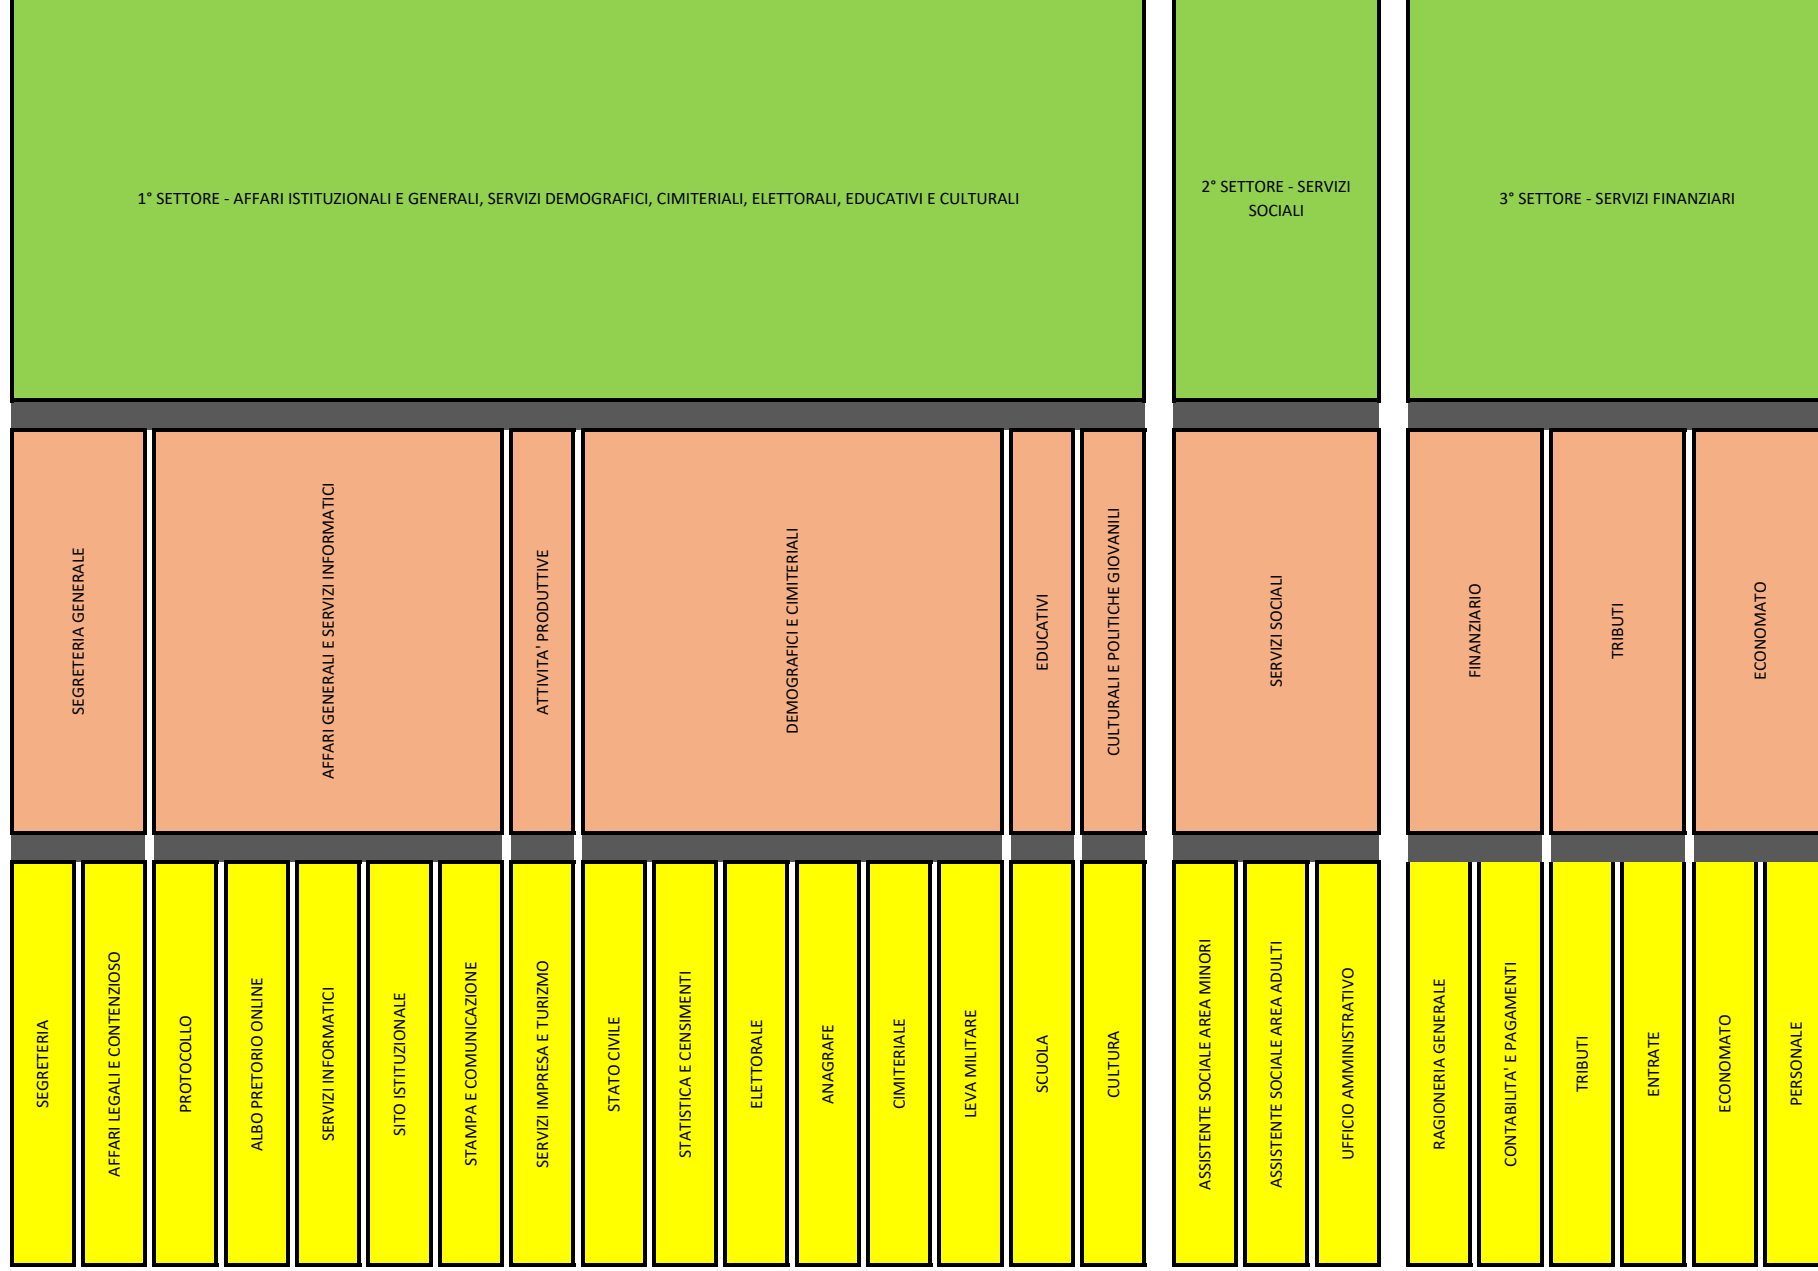 1° SETTORE - AFFARI ISTITUZIONALI E GENERALI, SERVIZI DEMOGRAFICI, CIMITERIALI, ELETTORALI, EDUCATIVI E CULTURALI
2° SETTORE - SERVIZI
SOCIALI
3° SETTORE - SERVIZI FINANZIARI
SEGRETERIA GENERALE
AFFARI GENERALI E SERVIZI INFORMATICI
ATTIVITA' PRODUTTIVE
DEMOGRAFICI E CIMITERIALI
EDUCATIVI
CULTURALI E POLITICHE GIOVANILI
SERVIZI SOCIALI
FINANZIARIO
TRIBUTI
ECONOMATO
SEGRETERIA
AFFARI LEGALI E CONTENZIOSO
PROTOCOLLO
ALBO PRETORIO ONLINE
SERVIZI INFORMATICI
SITO ISTITUZIONALE
STAMPA E COMUNICAZIONE
SERVIZI IMPRESA E TURIZMO
STATO CIVILE
STATISTICA E CENSIMENTI
ELETTORALE
ANAGRAFE
CIMITERIALE
LEVA MILITARE
SCUOLA
CULTURA
ASSISTENTE SOCIALE AREA MINORI
ASSISTENTE SOCIALE AREA ADULTI
UFFICIO AMMINISTRATIVO
RAGIONERIA GENERALE
CONTABILITA' E PAGAMENTI
TRIBUTI
ENTRATE
ECONOMATO
PERSONALE